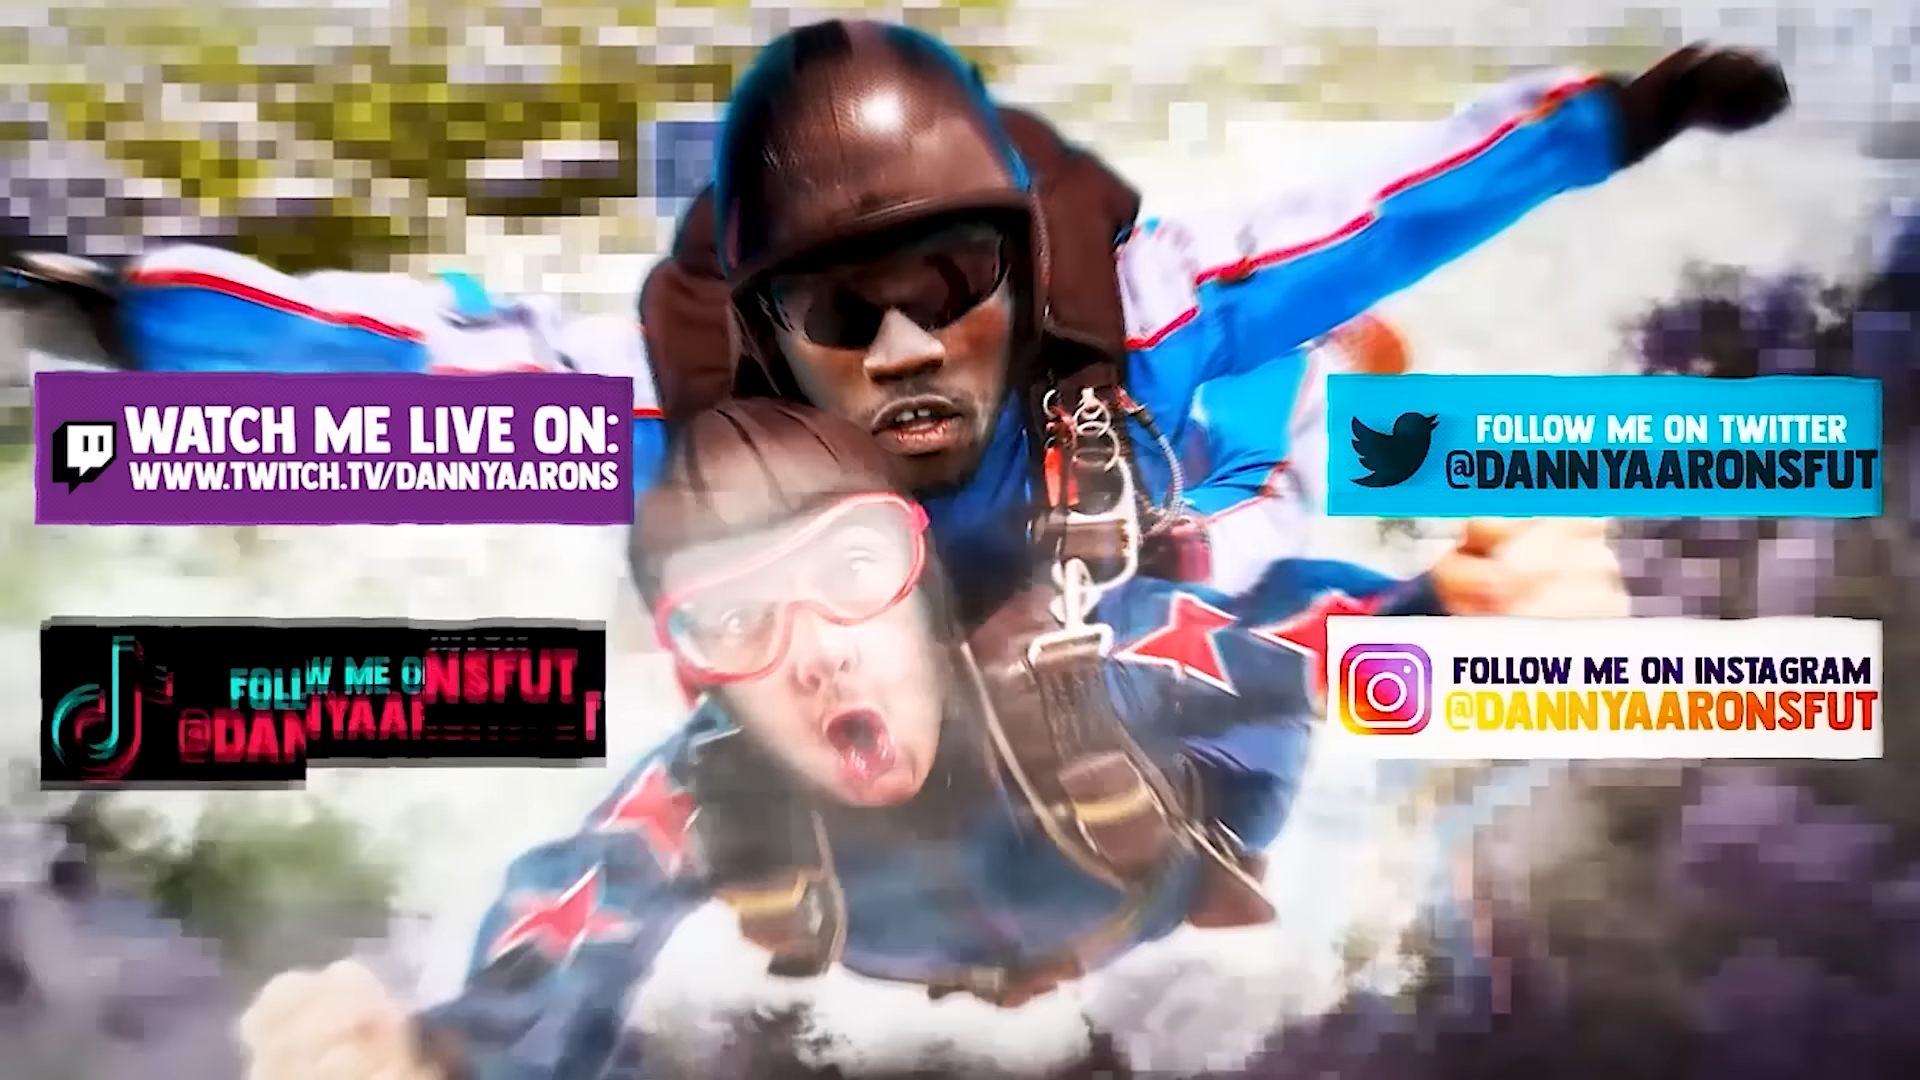 WATCH ME LIVE ON:
WWW.TWITCH.TV/DANNYAARONS
FOLLOW ME ON TWITTER
@DANNYAARONSFUT
FOLLOW ME ON INSTAGRAM
@DANNYAARONSFUT